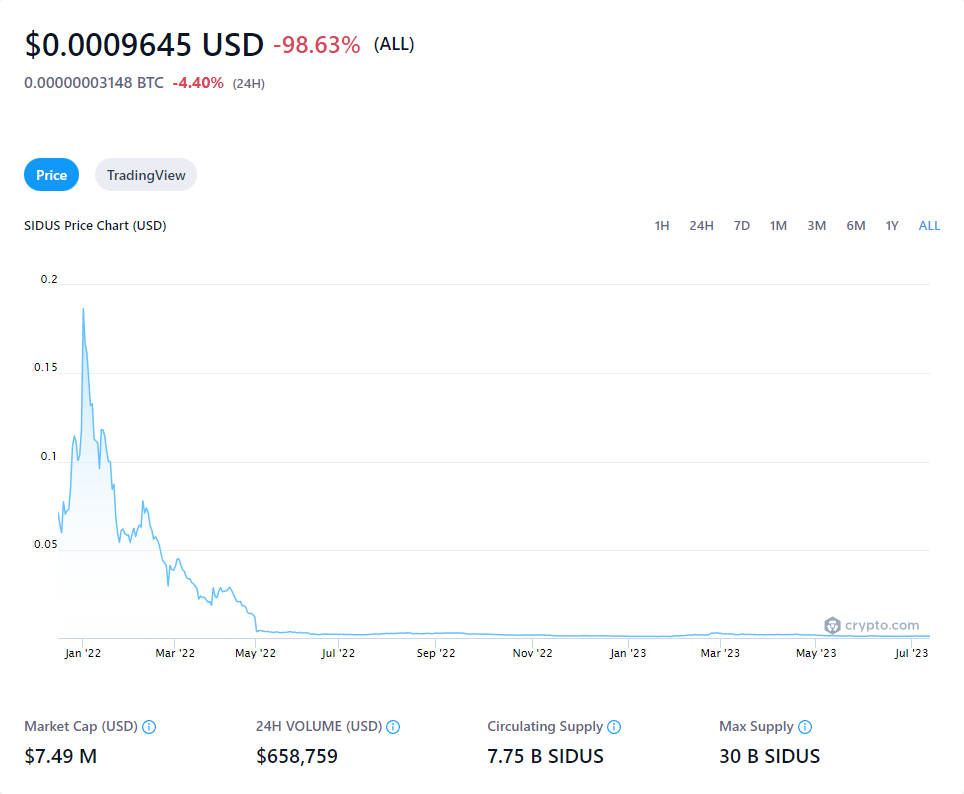 $0.0009645 USD -98.63% (ALL)
0.00000003148 BTC -4.40% (24H)
Price TradingView
SIDUS Price Chart (USD) 1H 24H 7D 1M 3M 6M 1Y ALL
0.2
0.15
0.1
0.05
crypto.com
Jan '22 Mar '22 May '22 Jul '22 Sep '22 Nov '22 Jan '23 Mar '23 May '23 Jul '23
Market Cap (USD) 24H VOLUME (USD) Circulating Supply Max Supply
$7.49 M $658,759 7.75 B SIDUS 30 B SIDUS